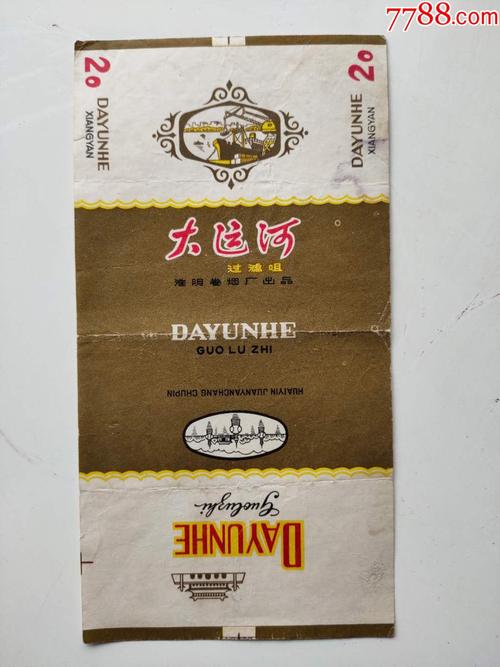 7788.com
20
DAYUNHE
XIANGYAN
20
DAYUNHE
XIANGYAN
大运河
过滤咀
淮阴卷烟厂出品
DAYUNHE
GUO LU ZHI
HUAIYIN JUANYANCHANG CHUPIN
DAYUNHE
Guoluzhi